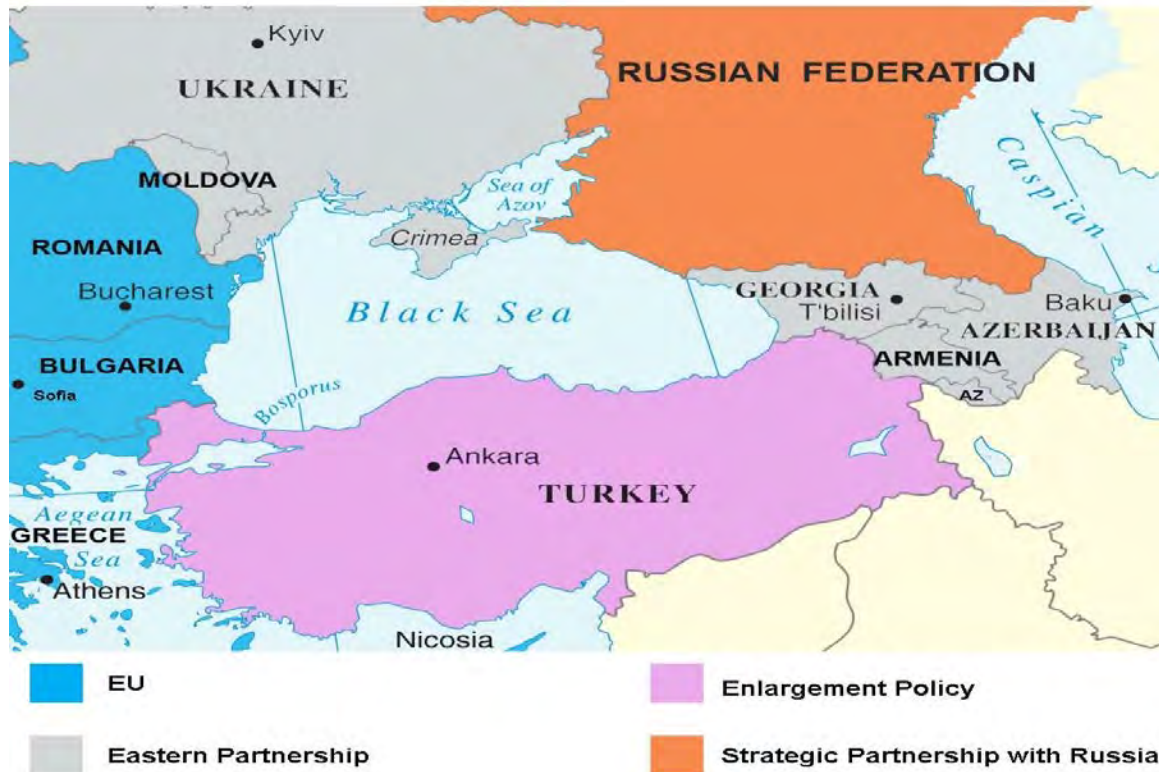 Kyiv
UKRAINE
RUSSIAN FEDERATION
MOLDOVA
Sea of
Azov
Caspian
Crimea
ROMANIA
Bucharest
Black Sea
GEORGIA
T'bilisi
Baku
AZERBAIJAN
BULGARIA
Sofia
ARMENIA
AZ
Bosporus
Ankara
TURKEY
Aegean
GREECE
Sea
Athens
Nicosia
EU
Enlargement Policy
Eastern Partnership
Strategic Partnership with Russia